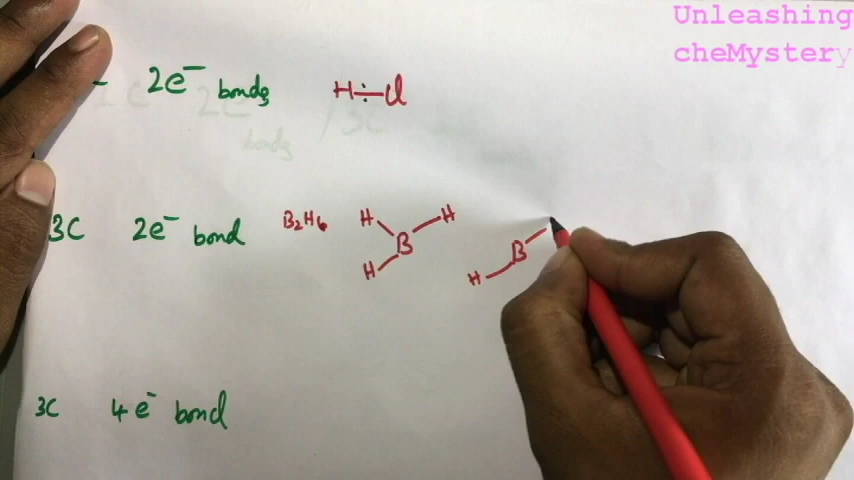 Unleashing
cheMystery
2e⁻ bonds H-Cl
3C 2e⁻ bond B₂H₆ H H
B
H
B
H
3C 4e⁻ bond